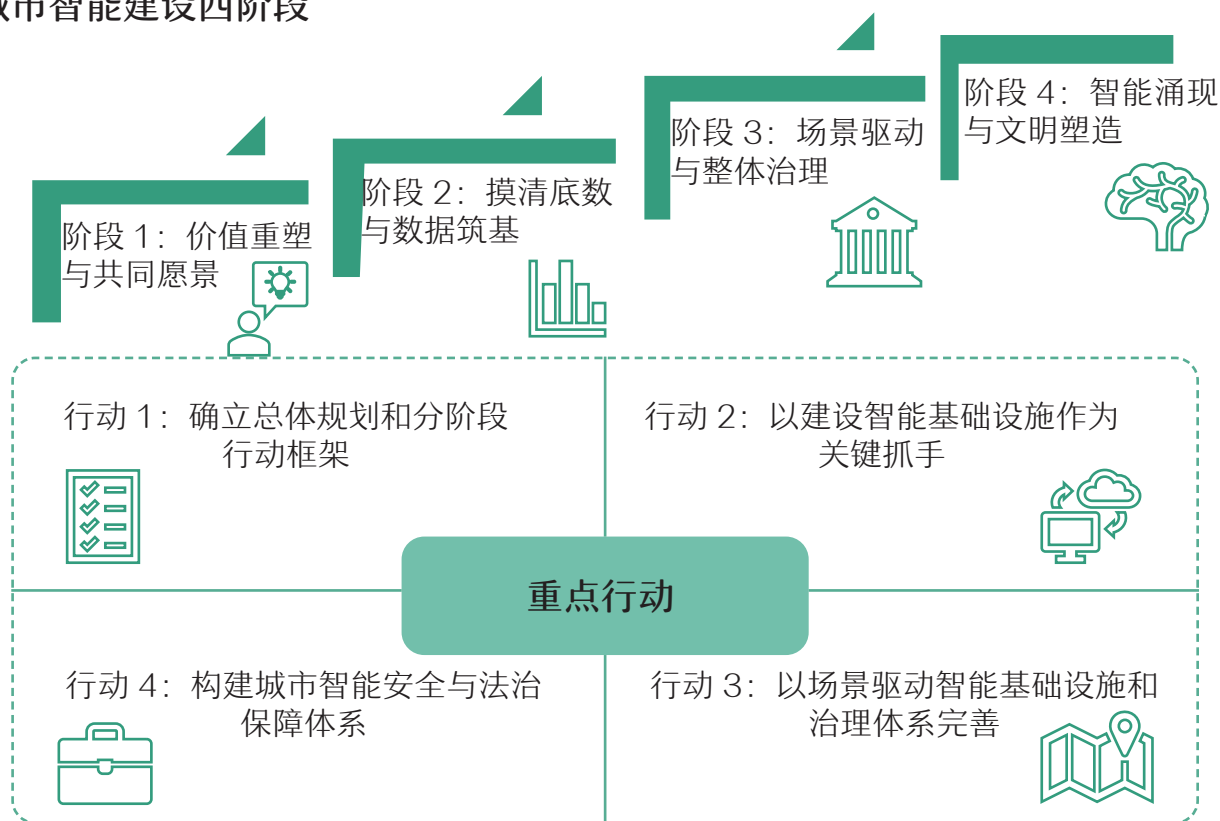 城市智能建设四阶段
阶段 1：价值重塑
与共同愿景
阶段 2：摸清底数
与数据筑基
阶段 3：场景驱动
与整体治理
阶段 4：智能涌现
与文明塑造
行动 1：确立总体规划和分阶段
行动框架
行动 2：以建设智能基础设施作为
关键抓手
重点行动
行动 4：构建城市智能安全与法治
保障体系
行动 3：以场景驱动智能基础设施和
治理体系完善